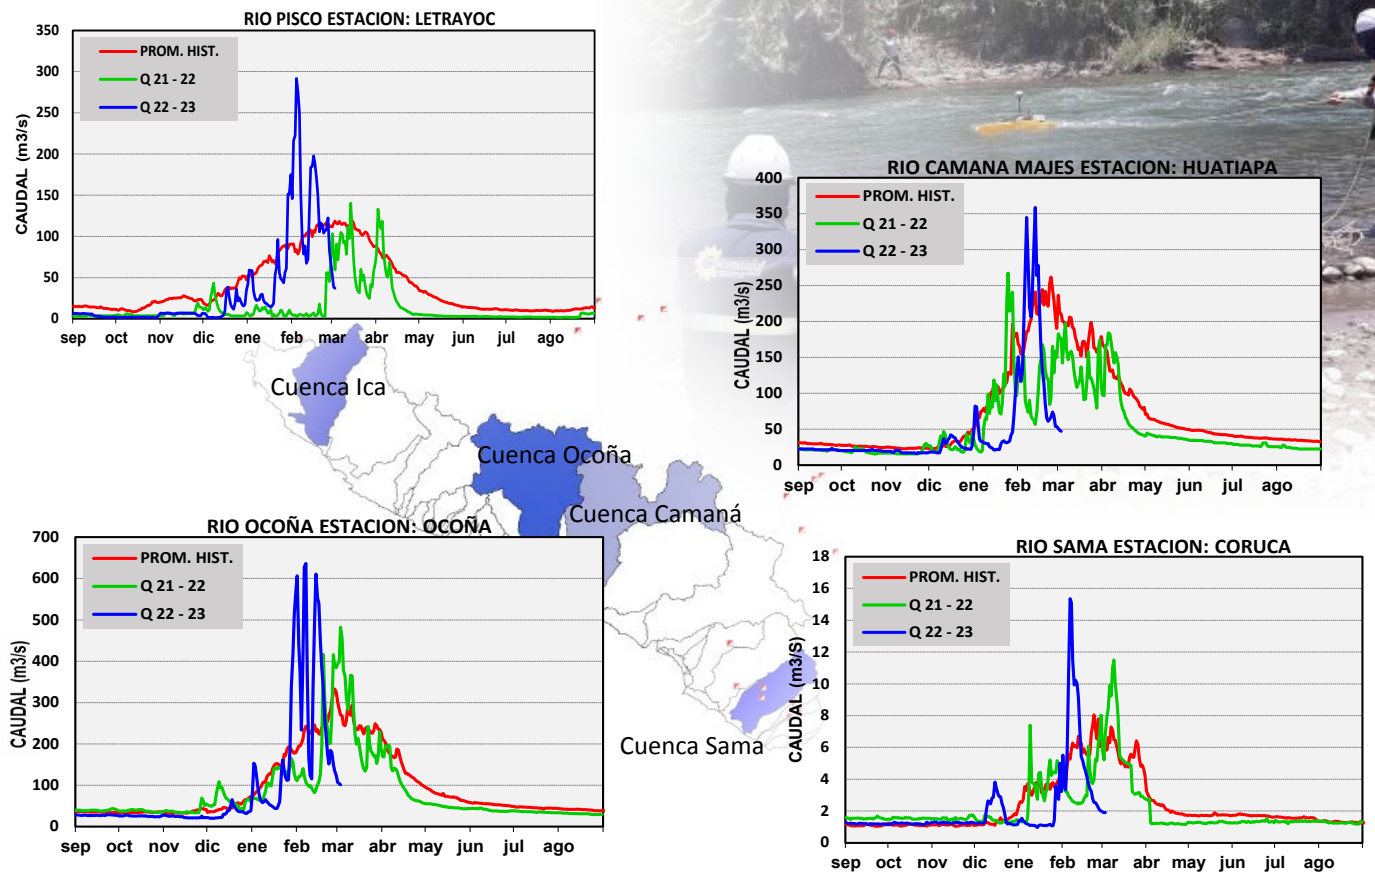 RIO PISCO ESTACION: LETRAYOC
CAUDAL (m3/s)
350
300
250
200
150
100
50
0
PROM. HIST.
Q 21 - 22
Q 22 - 23
sep oct nov dic ene feb mar abr may jun jul ago
RIO CAMANA MAJES ESTACION: HUATIAPA
CAUDAL (m3/s)
400
350
300
250
200
150
100
50
0
PROM. HIST.
Q 21 - 22
Q 22 - 23
sep oct nov dic ene feb mar abr may jun jul ago
Cuenca Ica
Cuenca Ocoña
Cuenca Camaná
Cuenca Sama
RIO OCOÑA ESTACION: OCOÑA
CAUDAL (m3/s)
700
600
500
400
300
200
100
0
PROM. HIST.
Q 21 - 22
Q 22 - 23
sep oct nov dic ene feb mar abr may jun jul ago
RIO SAMA ESTACION: CORUCA
CAUDAL (m3/S)
18
16
14
12
10
8
6
4
2
0
PROM. HIST.
Q 21 - 22
Q 22 - 23
sep oct nov dic ene feb mar abr may jun jul ago